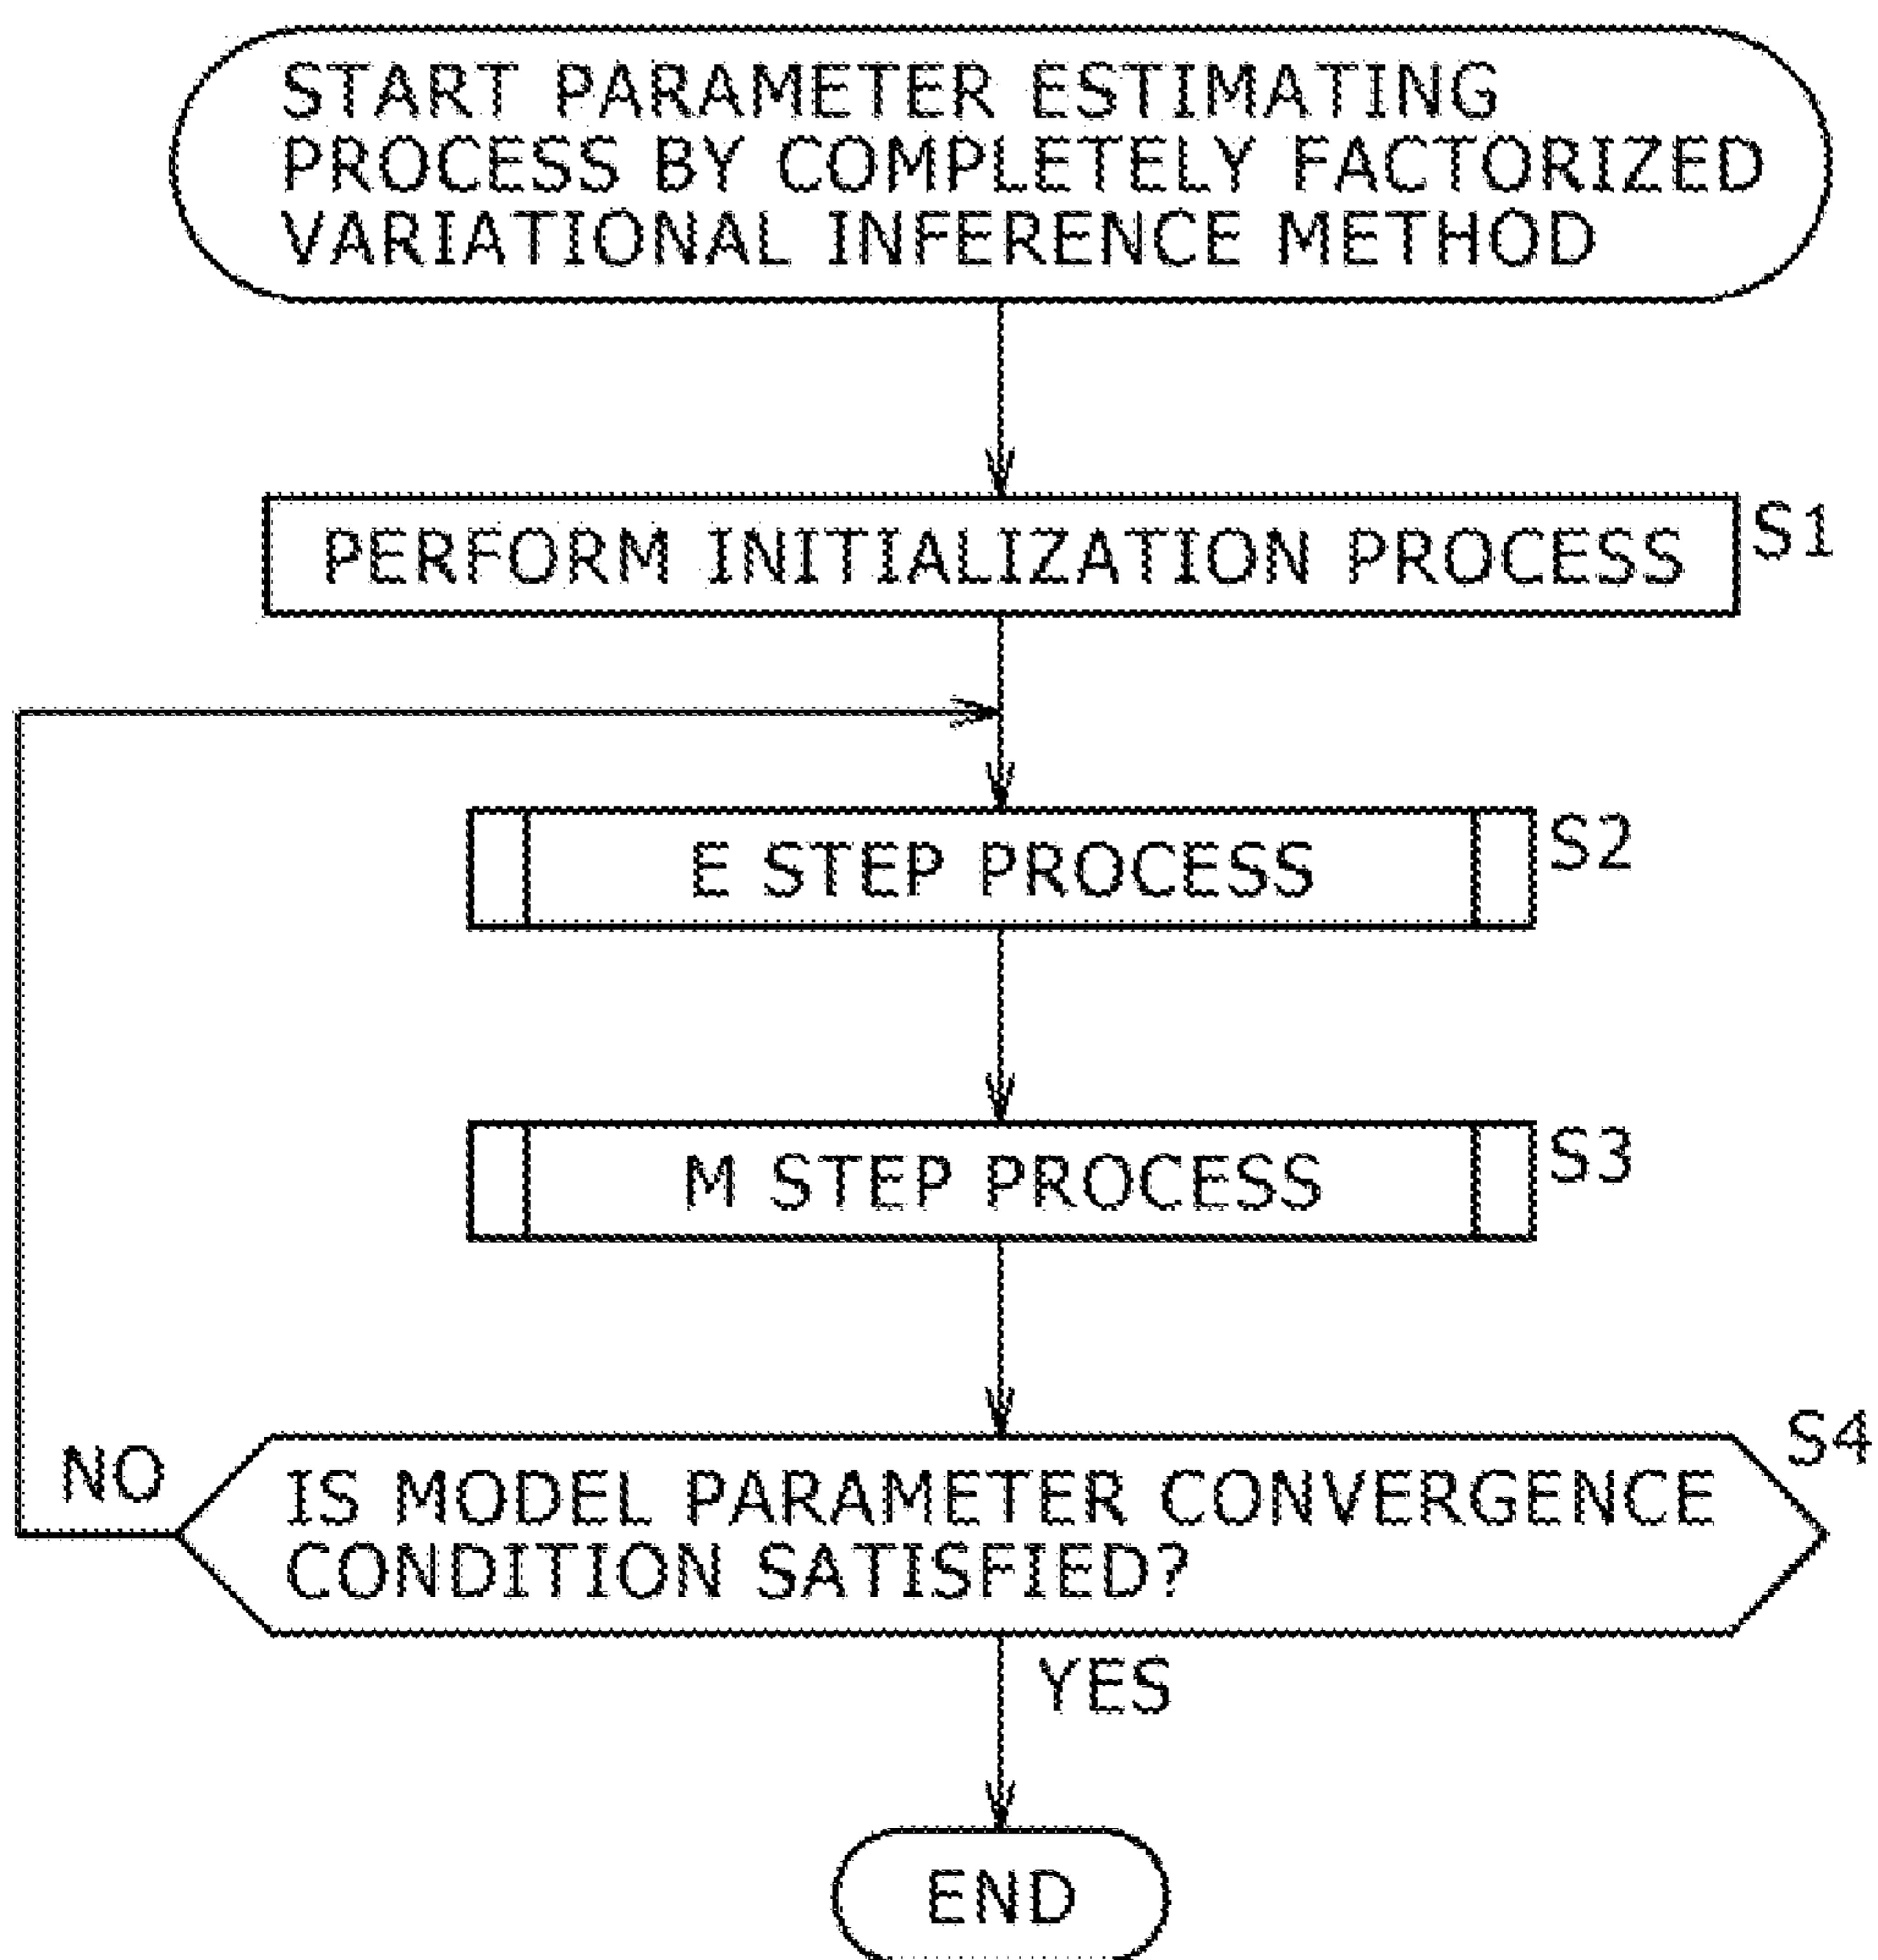 START PARAMETER ESTIMATING
PROCESS BY COMPLETELY FACTORIZED
VARIATIONAL INFERENCE METHOD
PERFORM INITIALIZATION PROCESS
S1
E STEP PROCESS
S2
M STEP PROCESS
S3
S4
NO
IS MODEL PARAMETER CONVERGENCE
CONDITION SATISFIED?
YES
END